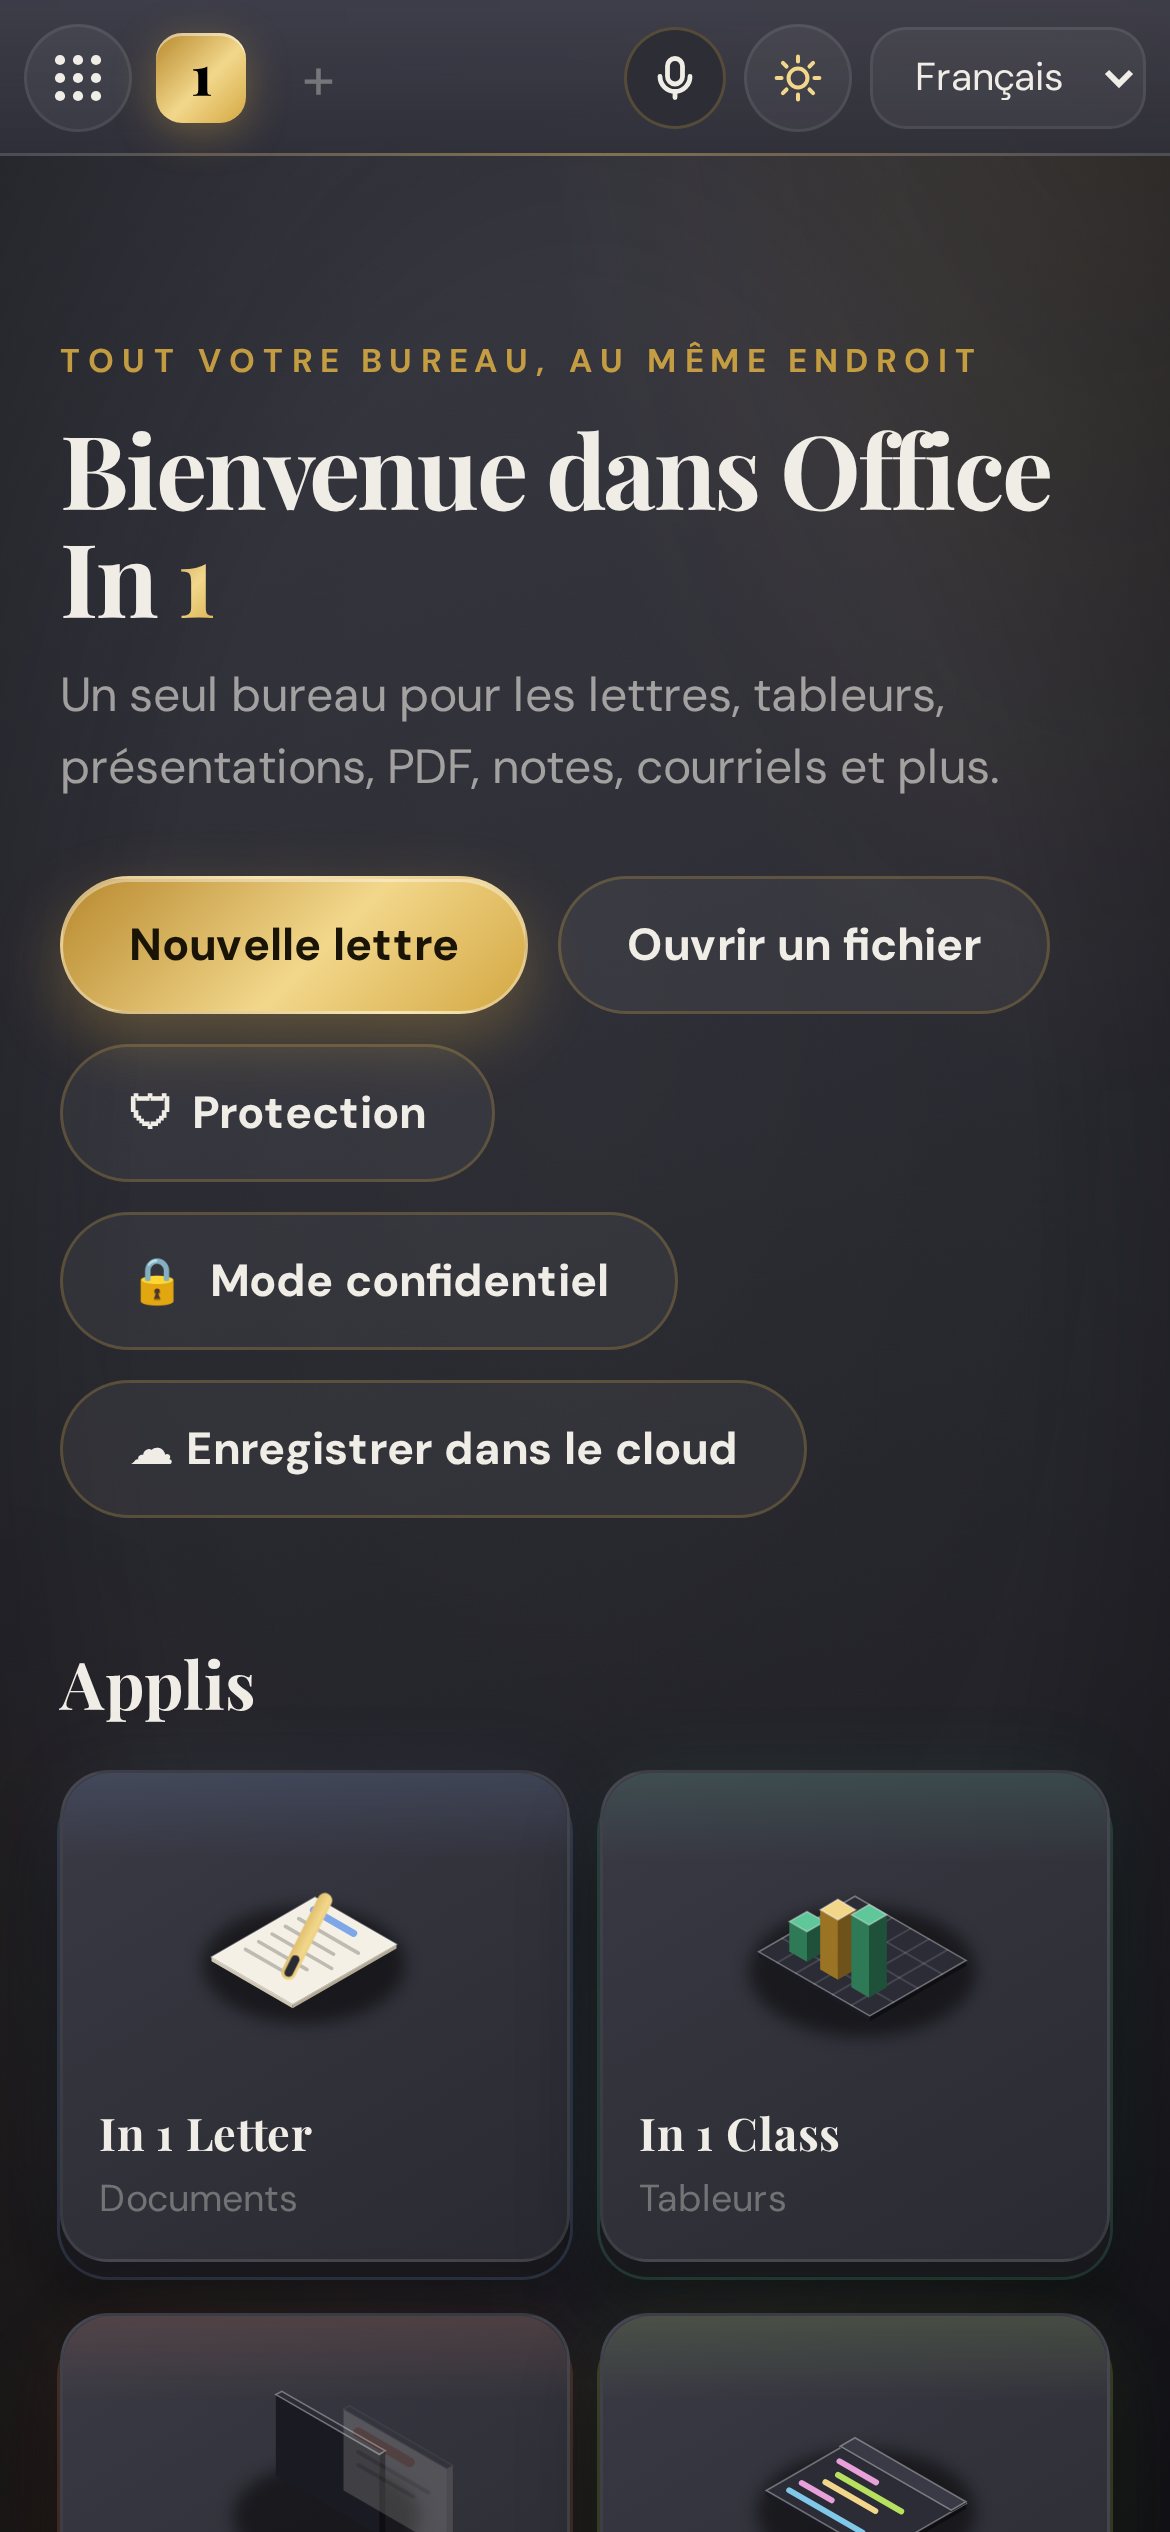 1 + Français
TOUT VOTRE BUREAU, AU MÊME ENDROIT
Bienvenue dans Office
In 1
Un seul bureau pour les lettres, tableurs,
présentations, PDF, notes, courriels et plus.
Nouvelle lettre
Ouvrir un fichier
🛡 Protection
🔒 Mode confidentiel
☁ Enregistrer dans le cloud
Applis
In 1 Letter
Documents
In 1 Class
Tableurs